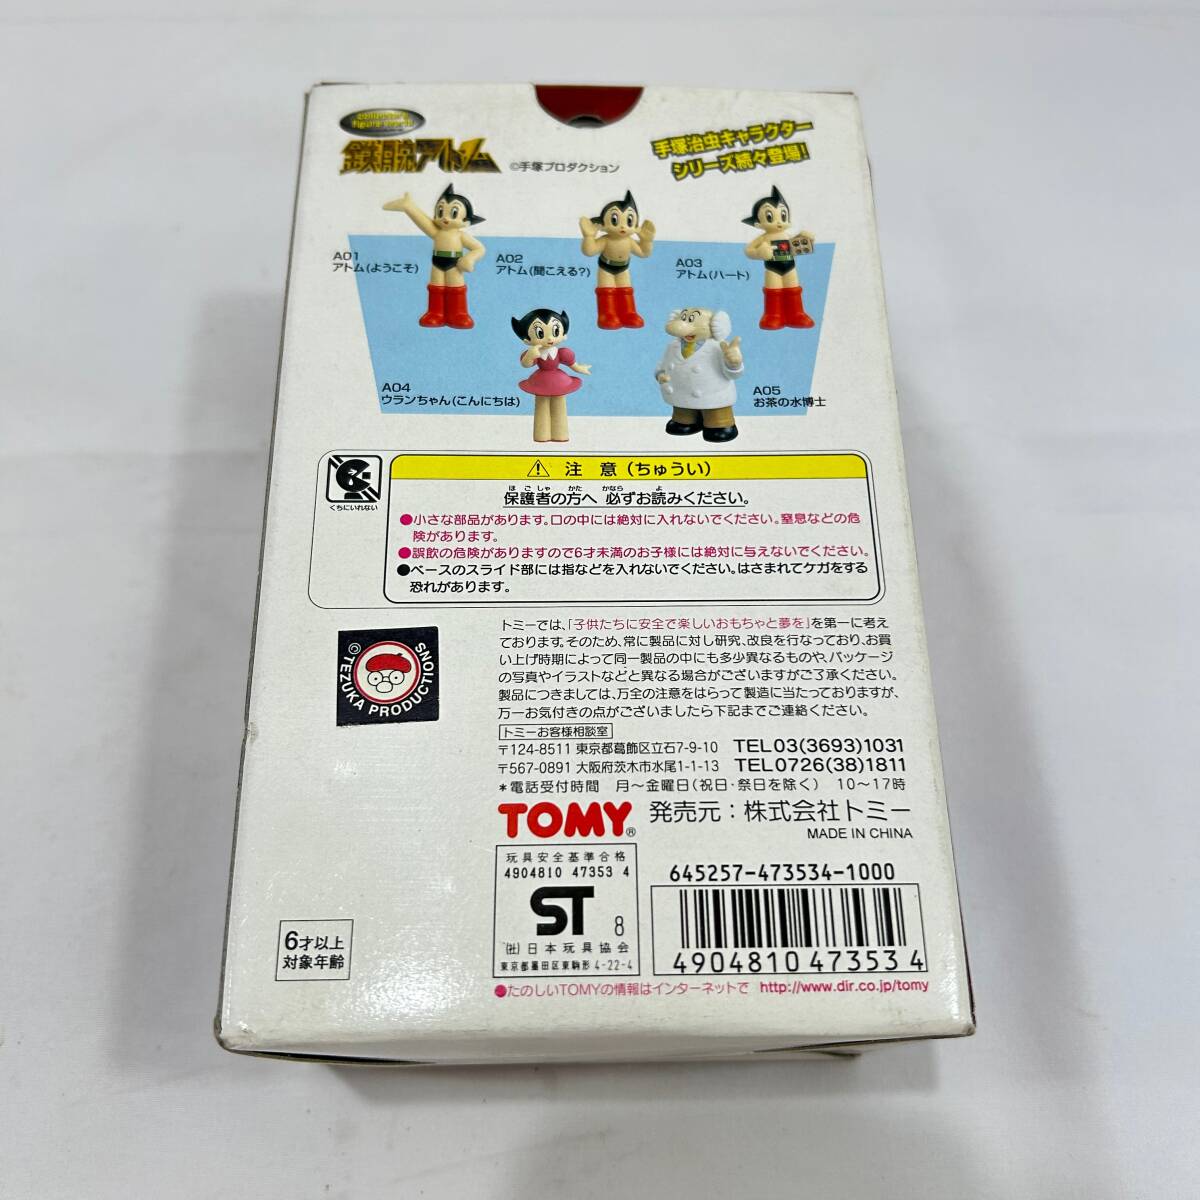 鉄腕アトム
©手塚プロダクション
手塚治虫キャラクター
シリーズ続々登場!
A01
アトム(ようこそ)
A02
アトム(聞こえる?)
A03
アトム(ハート)
A04
ウランちゃん(こんにちは)
A05
お茶の水博士
くちにいれない
⚠ 注 意 (ちゅうい)
ほごしゃ かた かなら よ
保護者の方へ 必ずお読みください。
●小さな部品があります。口の中には絶対に入れないでください。窒息などの危
険があります。
●誤飲の危険がありますので6才未満のお子様には絶対に与えないでください。
●ベースのスライド部には指などを入れないでください。はさまれてケガをする
恐れがあります。
©TEZUKA PRODUCTIONS
トミーでは、「子供たちに安全で楽しいおもちゃと夢を」を第一に考え
ております。そのため、常に製品に対し研究、改良を行なっており、お買
い上げ時期によって同一製品の中にも多少異なるものや、パッケージ
の写真やイラストなどと異なる場合がございますがご了承ください。
製品につきましては、万全の注意をはらって製造に当たっておりますが、
万一お気付きの点がございましたら下記までご連絡ください。
トミーお客様相談室
〒124-8511 東京都葛飾区立石7-9-10 TEL03(3693)1031
〒567-0891 大阪府茨木市水尾1-1-13 TEL0726(38)1811
*電話受付時間 月~金曜日(祝日・祭日を除く) 10~17時
TOMY® 発売元:株式会社トミー
MADE IN CHINA
玩具安全基準合格
4904810 47353 4
ST 8
(社)日本玩具協会
東京都墨田区東駒形 4-22-4
645257-473534-1000
4904810473534
6才以上
対象年齢
●たのしいTOMYの情報はインターネットで http://www.dir.co.jp/tomy